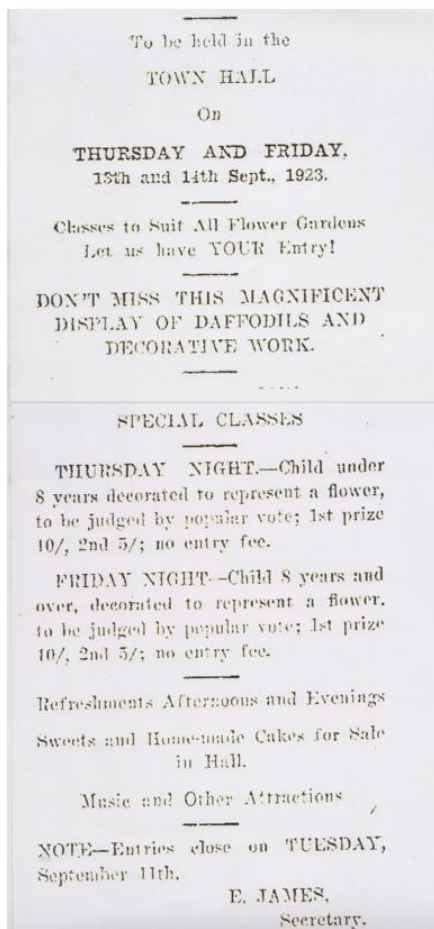 To be held in the
TOWN HALL
On
THURSDAY AND FRIDAY,
13th and 14th Sept., 1923.
Classes to Suit All Flower Gardens
Let us have YOUR Entry!
DON'T MISS THIS MAGNIFICENT
DISPLAY OF DAFFODILS AND
DECORATIVE WORK.
SPECIAL CLASSES
THURSDAY NIGHT.—Child under
8 years decorated to represent a flower,
to be judged by popular vote; 1st prize
10/, 2nd 5/; no entry fee.
FRIDAY NIGHT—Child 8 years and
over, decorated to represent a flower,
to be judged by popular vote; 1st prize
10/, 2nd 5/; no entry fee.
Refreshments Afternoons and Evenings
Sweets and Home-made Cakes for Sale
in Hall.
Music and Other Attractions
NOTE—Entries close on TUESDAY,
September 11th.
E. JAMES,
Secretary.